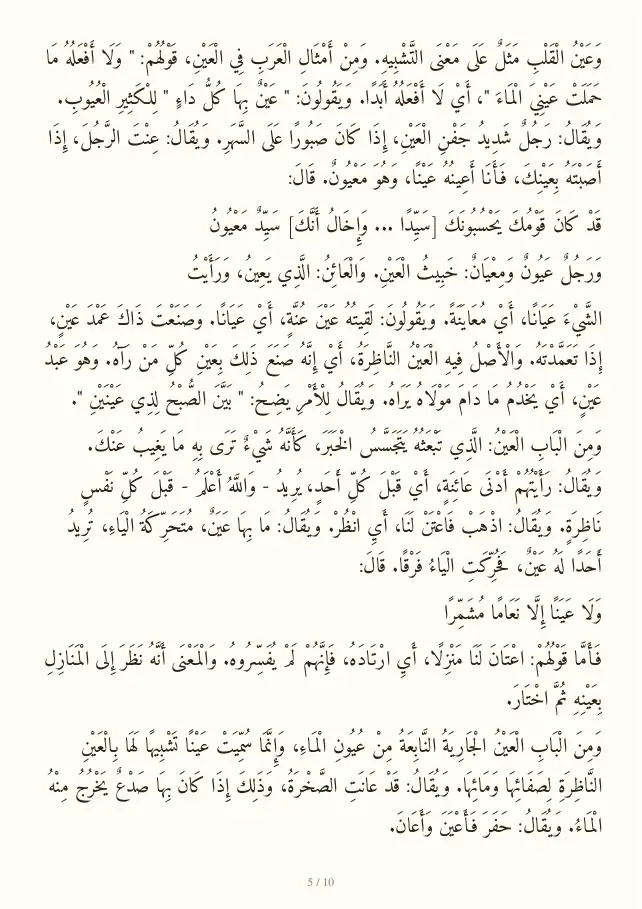 وَعَيْنُ الْقَلْبِ مَثَلٌ عَلَى مَعْنَى التَّشْبِيهِ. وَمِنْ أَمْثَالِ الْعَرَبِ فِي الْعَيْنِ، قَوْلُهُمْ: " وَلَا أَفْعَلُهُ مَا
حَمَلَتْ عَيْنِيَ الْمَاءَ "، أَيْ لَا أَفْعَلُهُ أَبَدًا. وَيَقُولُونَ: " عَيْنٌ بِهَا كُلُّ دَاءٍ " لِلْكَثِيرِ الْعُيُوبِ.
وَيُقَالُ: رَجُلٌ شَدِيدُ جَفْنِ الْعَيْنِ، إِذَا كَانَ صَبُورًا عَلَى السَّهَرِ. وَيُقَالُ: عِنْتَ الرَّجُلَ، إِذَا
أَصَبْتَهُ بِعَيْنِكَ، فَأَنَا أَعِينُهُ عَيْنًا، وَهُوَ مَعْيُونٌ. قَالَ:
قَدْ كَانَ قَوْمُكَ يَحْسُبُونَكَ [سَيِّدًا ... وَإِخَالُ أَنَّكَ] سَيِّدٌ مَعْيُونُ
وَرَجُلٌ عَيُونٌ وَمِعْيَانٌ: خَبِيثُ الْعَيْنِ. وَالْعَائِنُ: الَّذِي يَعِينُ، وَرَأَيْتُ
الشَّيْءَ عَيَانًا، أَيْ مُعَايَنَةً. وَيَقُولُونَ: لَقِيتُهُ عَيْنَ عُنَّةٍ، أَيْ عَيَانًا. وَصَنَعْتَ ذَاكَ عَمْدَ عَيْنٍ،
إِذَا تَعَمَّدْتَهُ. وَالْأَصْلُ فِيهِ الْعَيْنُ النَّاظِرَةُ، أَيْ إِنَّهُ صَنَعَ ذَلِكَ بِعَيْنِ كُلِّ مَنْ رَآهُ. وَهُوَ عَبْدُ
عَيْنٍ، أَيْ يَخْدُمُ مَا دَامَ مَوْلَاهُ يَرَاهُ. وَيُقَالُ لِلْأَمْرِ يَضِحُ: " بَيَّنَ الصُّبْحُ لِذِي عَيْنَيْنِ ".
وَمِنَ الْبَابِ الْعَيْنُ: الَّذِي تَبْعَثُهُ يَتَجَسَّسُ الْخَبَرَ، كَأَنَّهُ شَيْءٌ تَرَى بِهِ مَا يَغِيبُ عَنْكَ.
وَيُقَالُ: رَأَيْتُهُمْ أَدْنَى عَائِنَةٍ، أَيْ قَبْلَ كُلِّ أَحَدٍ، يُرِيدُ - وَاللَّهُ أَعْلَمُ - قَبْلَ كُلِّ نَفْسٍ
نَاظِرَةٍ. وَيُقَالُ: اذْهَبْ فَاعْتَنْ لَنَا، أَيِ انْظُرْ. وَيُقَالُ: مَا بِهَا عَيَنٌ، مُتَحَرِّكَةُ الْيَاءِ، تُرِيدُ
أَحَدًا لَهُ عَيْنٌ، فَحُرِّكَتِ الْيَاءُ فَرْقًا. قَالَ:
وَلَا عَيَنًا إِلَّا نَعَامًا مُشَمِّرًا
فَأَمَّا قَوْلُهُمْ: اعْتَانَ لَنَا مَنْزِلًا، أَيِ ارْتَادَهُ، فَإِنَّهُمْ لَمْ يُفَسِّرُوهُ. وَالْمَعْنَى أَنَّهُ نَظَرَ إِلَى الْمَنَازِلِ
بِعَيْنِهِ ثُمَّ اخْتَارَ.
وَمِنَ الْبَابِ الْعَيْنُ الْجَارِيَةُ النَّابِعَةُ مِنْ عُيُونِ الْمَاءِ، وَإِنَّمَا سُمِّيَتْ عَيْنًا تَشْبِيهًا لَهَا بِالْعَيْنِ
النَّاظِرَةِ لِصَفَائِهَا وَمَائِهَا. وَيُقَالُ: قَدْ عَانَتِ الصَّخْرَةُ، وَذَلِكَ إِذَا كَانَ بِهَا صَدْعٌ يَخْرُجُ مِنْهُ
الْمَاءُ. وَيُقَالُ: حَفَرَ فَأَعْيَنَ وَأَعَانَ.
5 / 10